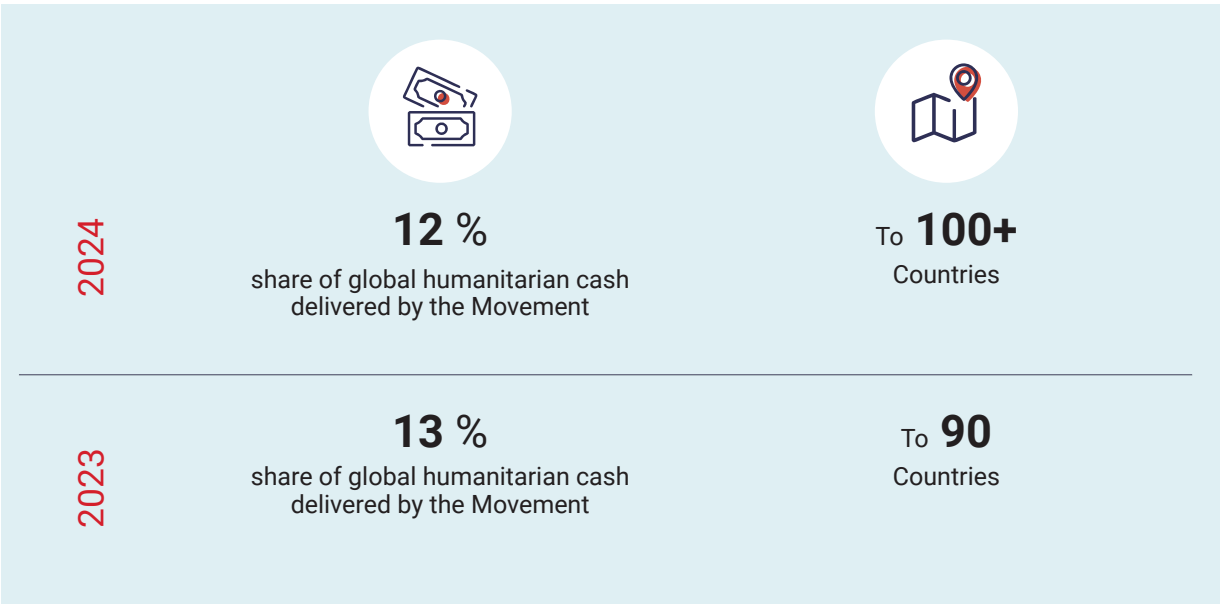 2024
12 %
share of global humanitarian cash
delivered by the Movement
To 100+
Countries
2023
13 %
share of global humanitarian cash
delivered by the Movement
To 90
Countries